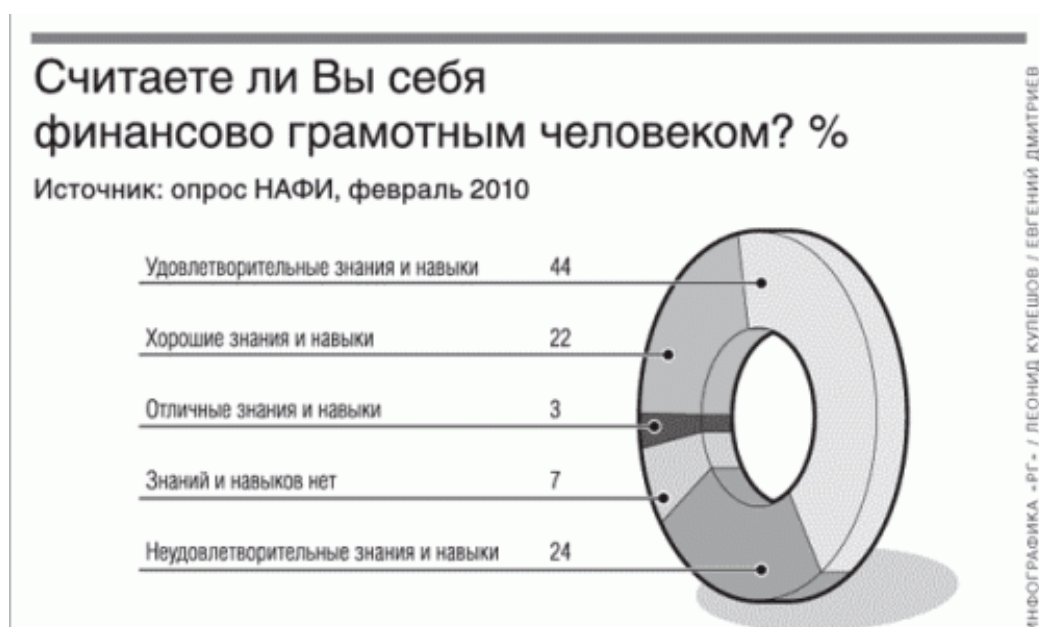 Считаете ли Вы себя
финансово грамотным человеком? %
Источник: опрос НАФИ, февраль 2010
Удовлетворительные знания и навыки 44
Хорошие знания и навыки 22
Отличные знания и навыки 3
Знаний и навыков нет 7
Неудовлетворительные знания и навыки 24
ИНФОГРАФИКА «РГ» / ЛЕОНИД КУЛЕШОВ / ЕВГЕНИЙ ДМИТРИЕВ